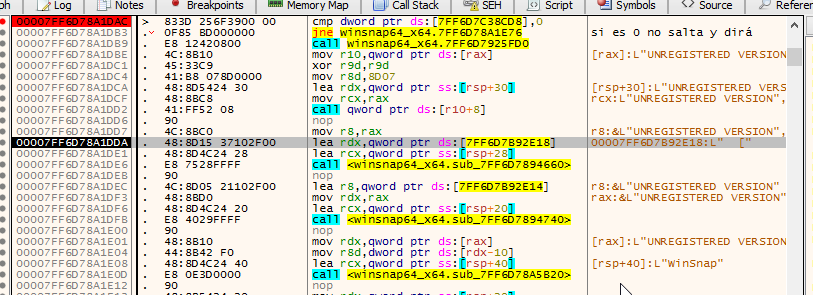 Log Notes Breakpoints Memory Map Call Stack SEH Script Symbols Source Refer
00007FF6D78A1DAC > 833D 256F3900 00 cmp dword ptr ds:[7FF6D7C38CD8],0
00007FF6D78A1DB3 . 0F85 BD000000 jne winsnap64_x64.7FF6D78A1E76 si es 0 no salta y dirá
00007FF6D78A1DB9 . E8 12420800 call winsnap64_x64.7FF6D7925FD0
00007FF6D78A1DBE . 4C:8B10 mov r10,qword ptr ds:[rax] [rax]:L"UNREGISTERED VERSION
00007FF6D78A1DC1 . 45:33C9 xor r9d,r9d
00007FF6D78A1DC4 . 41:B8 078D0000 mov r8d,8D07
00007FF6D78A1DCA . 48:8D5424 30 lea rdx,qword ptr ss:[rsp+30] [rsp+30]:L"UNREGISTERED VERS
00007FF6D78A1DCF . 48:8BC8 mov rcx,rax rcx:L"UNREGISTERED VERSION",
00007FF6D78A1DD2 . 41:FF52 08 call qword ptr ds:[r10+8]
00007FF6D78A1DD6 . 90 nop
00007FF6D78A1DD7 . 4C:8BC0 mov r8,rax r8:&L"UNREGISTERED VERSION",
00007FF6D78A1DDA . 48:8D15 37102F00 lea rdx,qword ptr ds:[7FF6D7B92E18] 00007FF6D7B92E18:L" ["
00007FF6D78A1DE1 . 48:8D4C24 28 lea rcx,qword ptr ss:[rsp+28]
00007FF6D78A1DE6 . E8 7528FFFF call <winsnap64_x64.sub_7FF6D7894660>
00007FF6D78A1DEB . 90 nop
00007FF6D78A1DEC . 4C:8D05 21102F00 lea r8,qword ptr ds:[7FF6D7B92E14] r8:&L"UNREGISTERED VERSION"
00007FF6D78A1DF3 . 48:8BD0 mov rdx,rax rax:&L"UNREGISTERED VERSION
00007FF6D78A1DF6 . 48:8D4C24 20 lea rcx,qword ptr ss:[rsp+20]
00007FF6D78A1DFB . E8 4029FFFF call <winsnap64_x64.sub_7FF6D7894740>
00007FF6D78A1E00 . 90 nop
00007FF6D78A1E01 . 48:8B10 mov rdx,qword ptr ds:[rax] [rax]:L"UNREGISTERED VERSION
00007FF6D78A1E04 . 44:8B42 F0 mov r8d,qword ptr ds:[rdx-10]
00007FF6D78A1E08 . 48:8D4C24 40 lea rcx,qword ptr ss:[rsp+40] [rsp+40]:L"WinSnap"
00007FF6D78A1E0D . E8 0E3D0000 call <winsnap64_x64.sub_7FF6D78A5B20>
00007FF6D78A1E12 . 90 nop